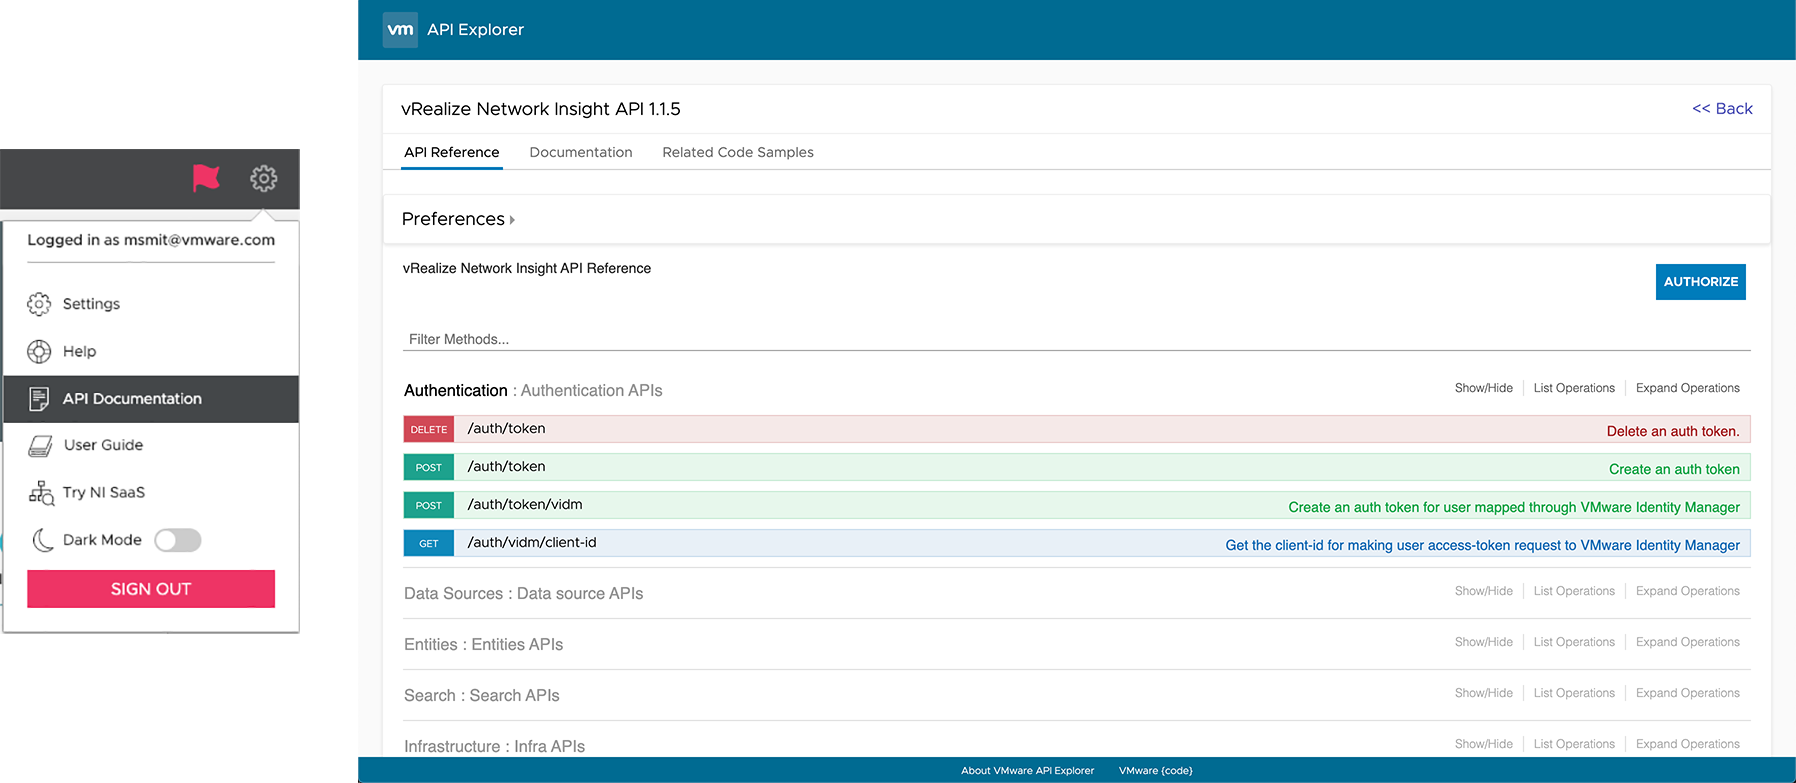 Logged in as msmit@vmware.com
Settings
Help
API Documentation
User Guide
Try NI SaaS
Dark Mode
SIGN OUT
vm API Explorer
vRealize Network Insight API 1.1.5 << Back
API Reference Documentation Related Code Samples
Preferences
vRealize Network Insight API Reference
AUTHORIZE
Filter Methods...
Authentication : Authentication APIs Show/Hide List Operations Expand Operations
DELETE /auth/token Delete an auth token.
POST /auth/token Create an auth token
POST /auth/token/vidm Create an auth token for user mapped through VMware Identity Manager
GET /auth/vidm/client-id Get the client-id for making user access-token request to VMware Identity Manager
Data Sources : Data source APIs Show/Hide List Operations Expand Operations
Entities : Entities APIs Show/Hide List Operations Expand Operations
Search : Search APIs Show/Hide List Operations Expand Operations
Infrastructure : Infra APIs Show/Hide List Operations Expand Operations
About VMware API Explorer VMware {code}